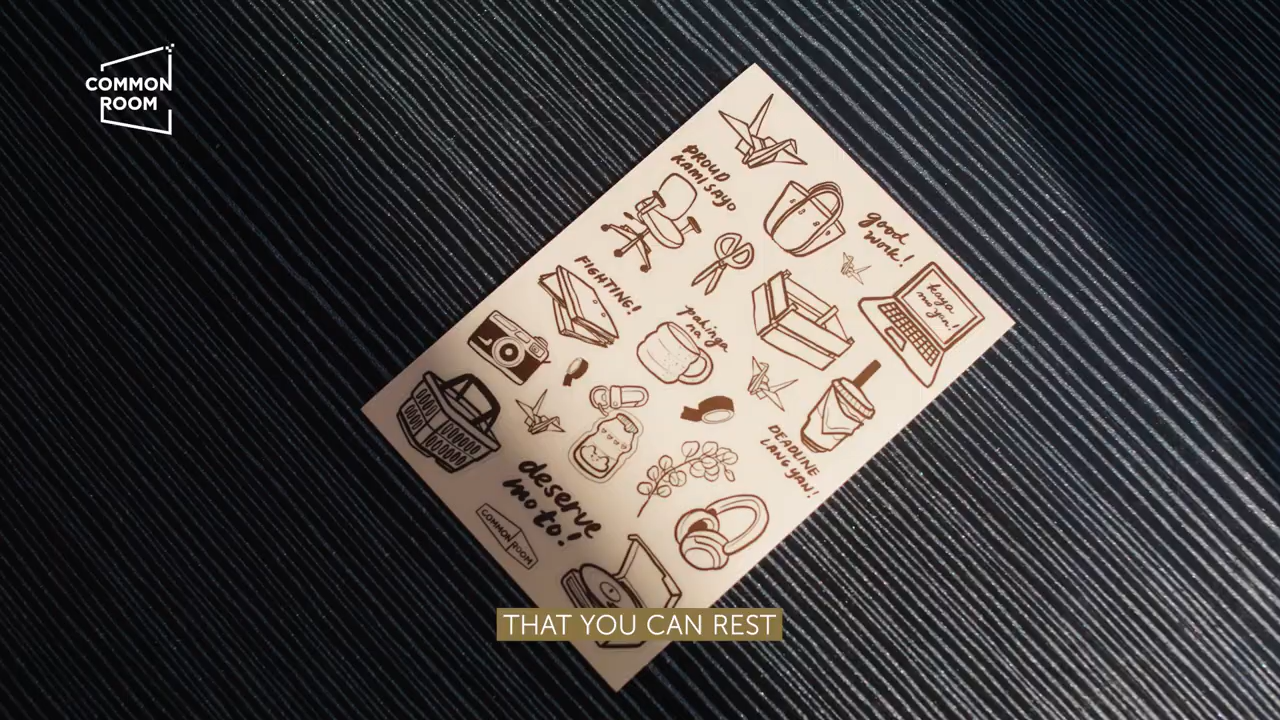 COMMON
ROOM
PROUD
KAMI SAYO
good
work!
FIGHTING!
kaya
mo yan!
pahinga
na
DEADLINE
LANG YAN!
deserve
mo to!
COMMON ROOM
THAT YOU CAN REST